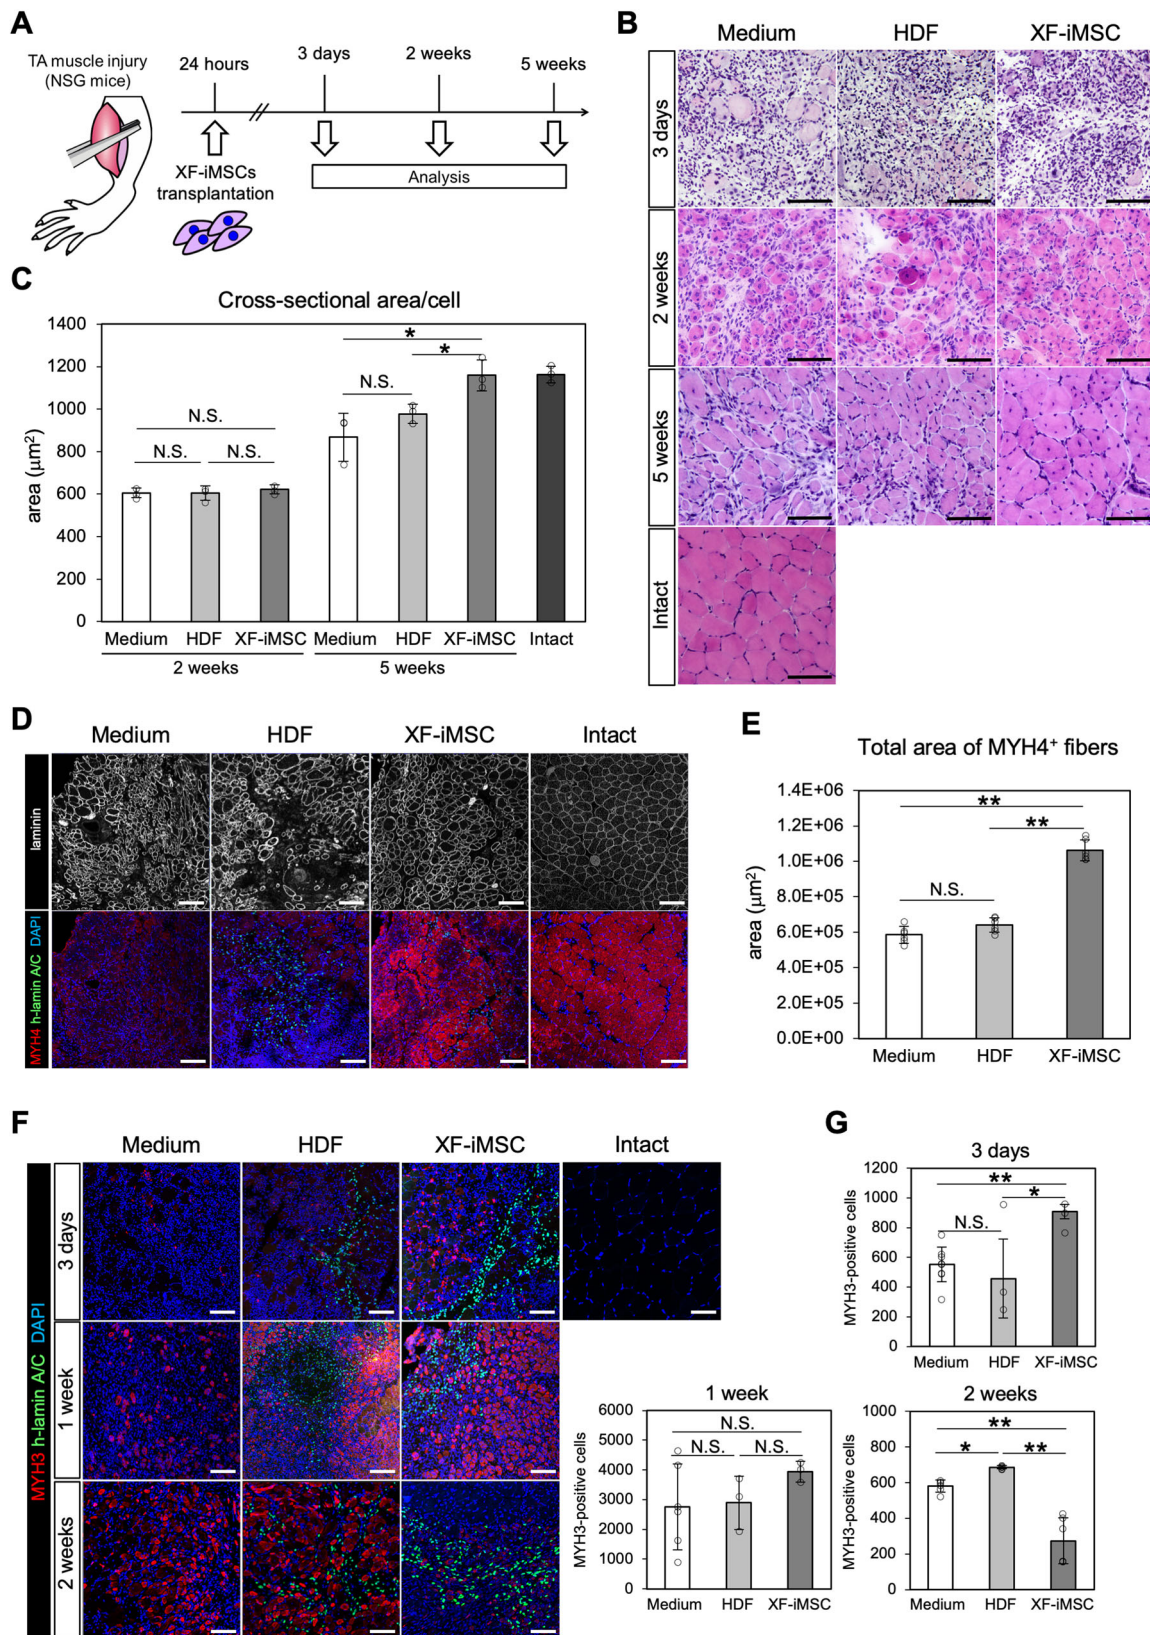 A
TA muscle injury
(NSG mice)
24 hours
3 days
2 weeks
5 weeks
XF-iMSCs
transplantation
Analysis
B
Medium
HDF
XF-iMSC
3 days
2 weeks
5 weeks
Intact
C
Cross-sectional area/cell
area (μm²)
1400
1200
1000
800
600
400
200
0
N.S.
N.S.
N.S.
N.S.
*
*
Medium
HDF
XF-iMSC
Medium
HDF
XF-iMSC
Intact
2 weeks
5 weeks
D
Medium
HDF
XF-iMSC
Intact
laminin
MYH4 h-lamin A/C DAPI
E
Total area of MYH4⁺ fibers
area (μm²)
1.4E+06
1.2E+06
1.0E+06
8.0E+05
6.0E+05
4.0E+05
2.0E+05
0.0E+00
**
**
N.S.
Medium
HDF
XF-iMSC
F
Medium
HDF
XF-iMSC
Intact
MYH3 h-lamin A/C DAPI
3 days
1 week
2 weeks
G
3 days
MYH3-positive cells
1200
1000
800
600
400
200
0
**
*
N.S.
Medium
HDF
XF-iMSC
1 week
MYH3-positive cells
6000
5000
4000
3000
2000
1000
0
N.S.
N.S.
N.S.
Medium
HDF
XF-iMSC
2 weeks
MYH3-positive cells
1000
800
600
400
200
0
**
*
**
Medium
HDF
XF-iMSC